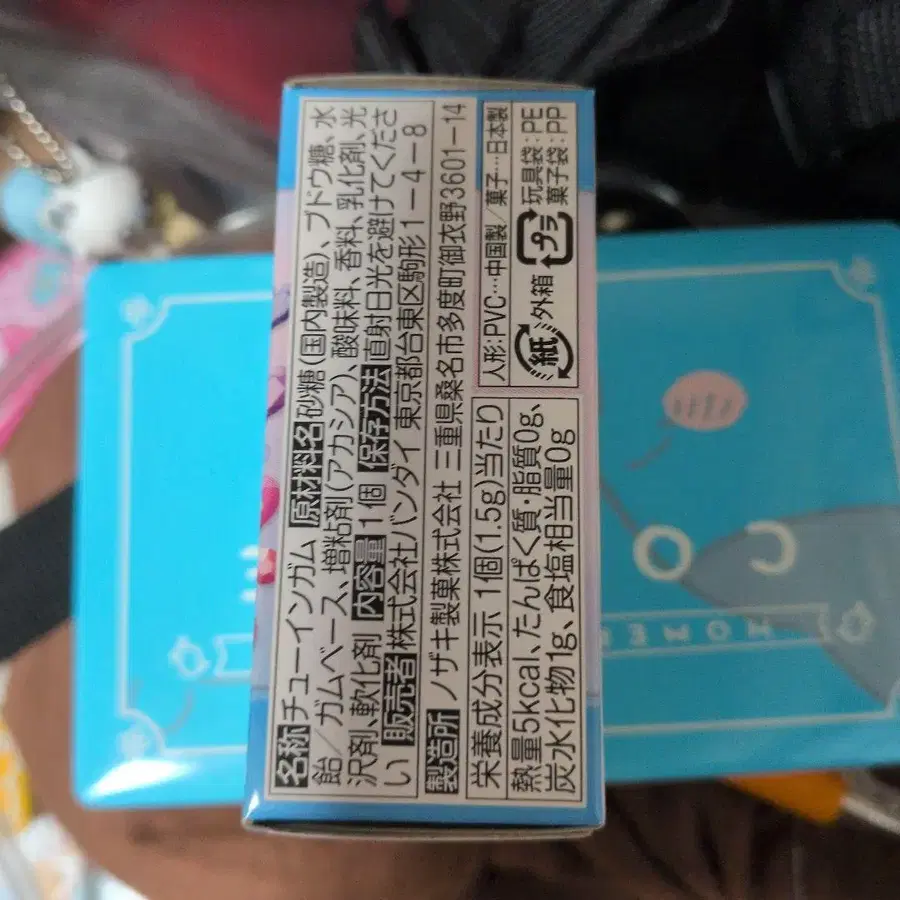 名称チューインガム 原材料名砂糖(国内製造)、ブドウ糖、水
飴/ガムベース、増粘剤(アカシア)、酸味料、香料、乳化剤、光
沢剤、軟化剤 内容量1個 保存方法直射日光を避けてくださ
い 販売者株式会社バンダイ 東京都台東区駒形1-4-8
製造所ノザキ製菓株式会社 三重県桑名市多度町御衣野3601-14
栄養成分表示 1個(1.5g)当たり
熱量5kcal、たんぱく質・脂質0g、
炭水化物1g、食塩相当量0g
人形:PVC…中国製/菓子…日本製
紙 外箱 プラ 玩具袋:PE
菓子袋:PP